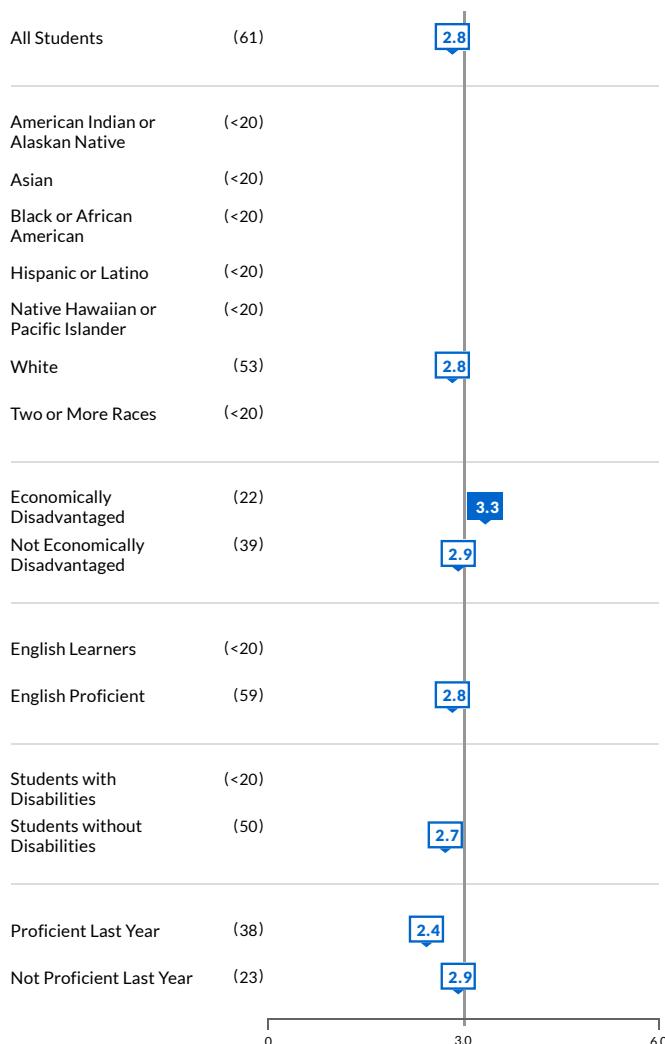 All Students (61) 2.8
American Indian or (<20)
Alaskan Native
Asian (<20)
Black or African (<20)
American
Hispanic or Latino (<20)
Native Hawaiian or (<20)
Pacific Islander
White (53) 2.8
Two or More Races (<20)
Economically (22) 3.3
Disadvantaged
Not Economically (39) 2.9
Disadvantaged
English Learners (<20)
English Proficient (59) 2.8
Students with (<20)
Disabilities
Students without (50) 2.7
Disabilities
Proficient Last Year (38) 2.4
Not Proficient Last Year (23) 2.9
0 3.0 6.0